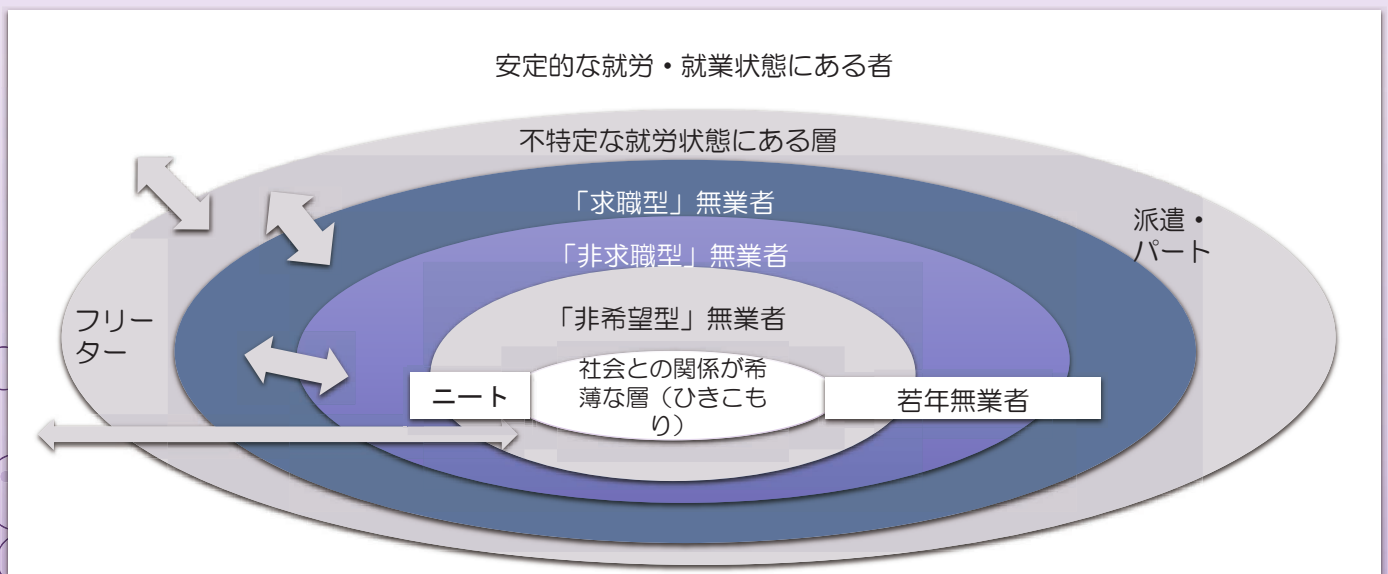 安定的な就労・就業状態にある者
不特定な就労状態にある層
「求職型」無業者
派遣・
パート
「非求職型」無業者
「非希望型」無業者
フリー
ター
社会との関係が希
薄な層（ひきこも
り）
ニート
若年無業者